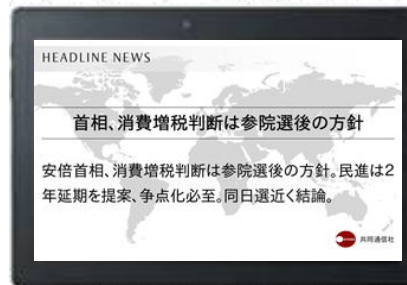 HEADLINE NEWS
首相、消費増税判断は参院選後の方針
安倍首相、消費増税判断は参院選後の方針。民進は2
年延期を提案、争点化必至。同日選近く結論。
共同通信社